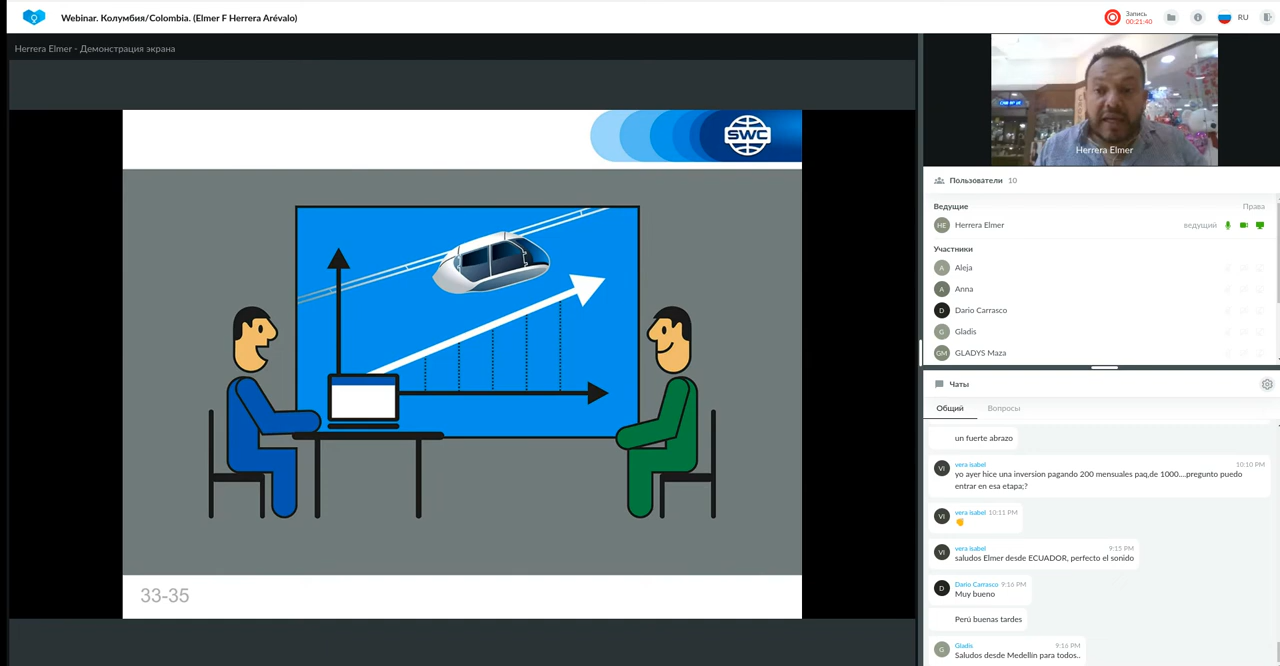 Webinar. Колумбия/Colombia. (Elmer F Herrera Arévalo)
Запись
00:21:40
RU
Herrera Elmer - Демонстрация экрана
SWC
33-35
Herrera Elmer
Пользователи 10
Ведущие Права
HE Herrera Elmer ведущий
Участники
A Aleja
A Anna
D Dario Carrasco
G Gladis
GM GLADYS Maza
Чаты
Общий Вопросы
un fuerte abrazo
VI vera isabel 10:10 PM
yo ayer hice una inversion pagando 200 mensuales paq,de 1000....pregunto puedo
entrar en esa etapa;?
VI vera isabel 10:11 PM
VI vera isabel 9:15 PM
saludos Elmer desde ECUADOR, perfecto el sonido
D Dario Carrasco 9:16 PM
Muy bueno
Perú buenas tardes
G Gladis 9:16 PM
Saludos desde Medellín para todos..